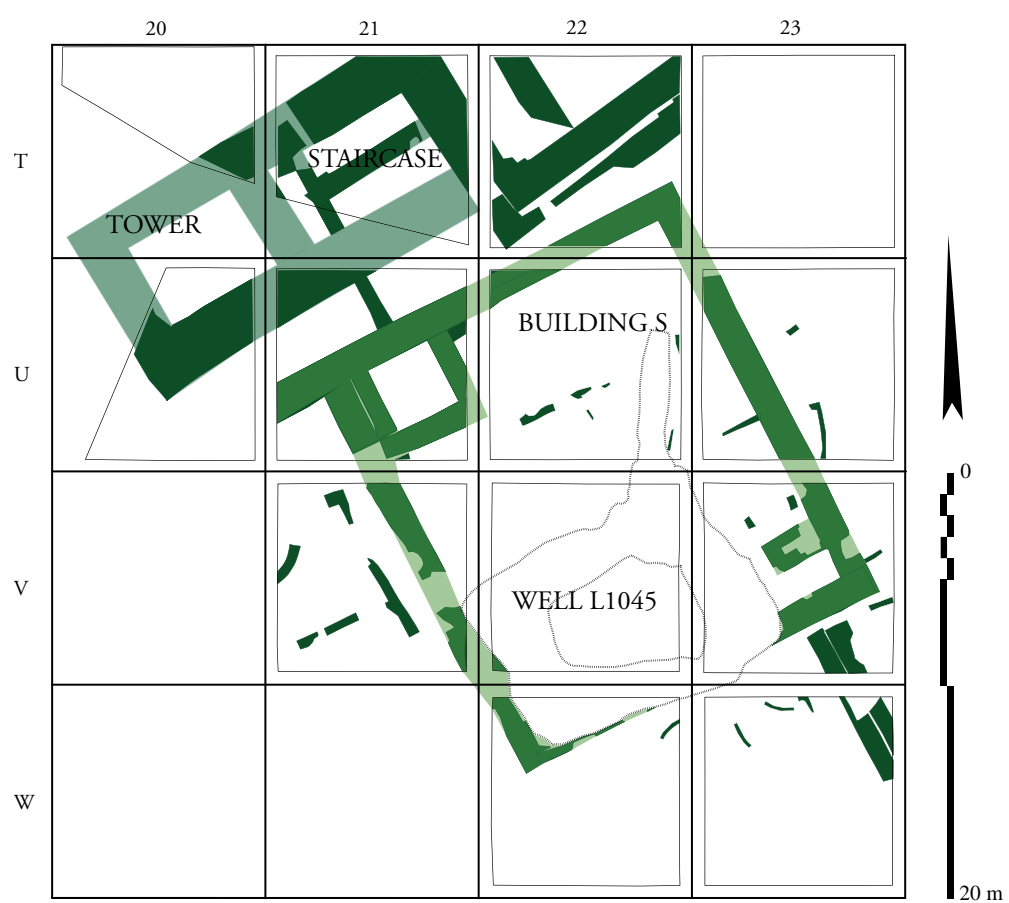 20 21 22 23
T
STAIRCASE
TOWER
BUILDING S
U
0
V
WELL L1045
W
20 m